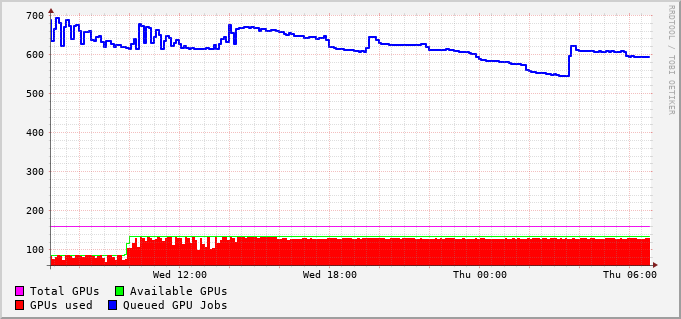 700
600
500
400
300
200
100
Wed 12:00 Wed 18:00 Thu 00:00 Thu 06:00
Total GPUs Available GPUs
GPUs used Queued GPU Jobs
RRDTOOL / TOBI OETIKER